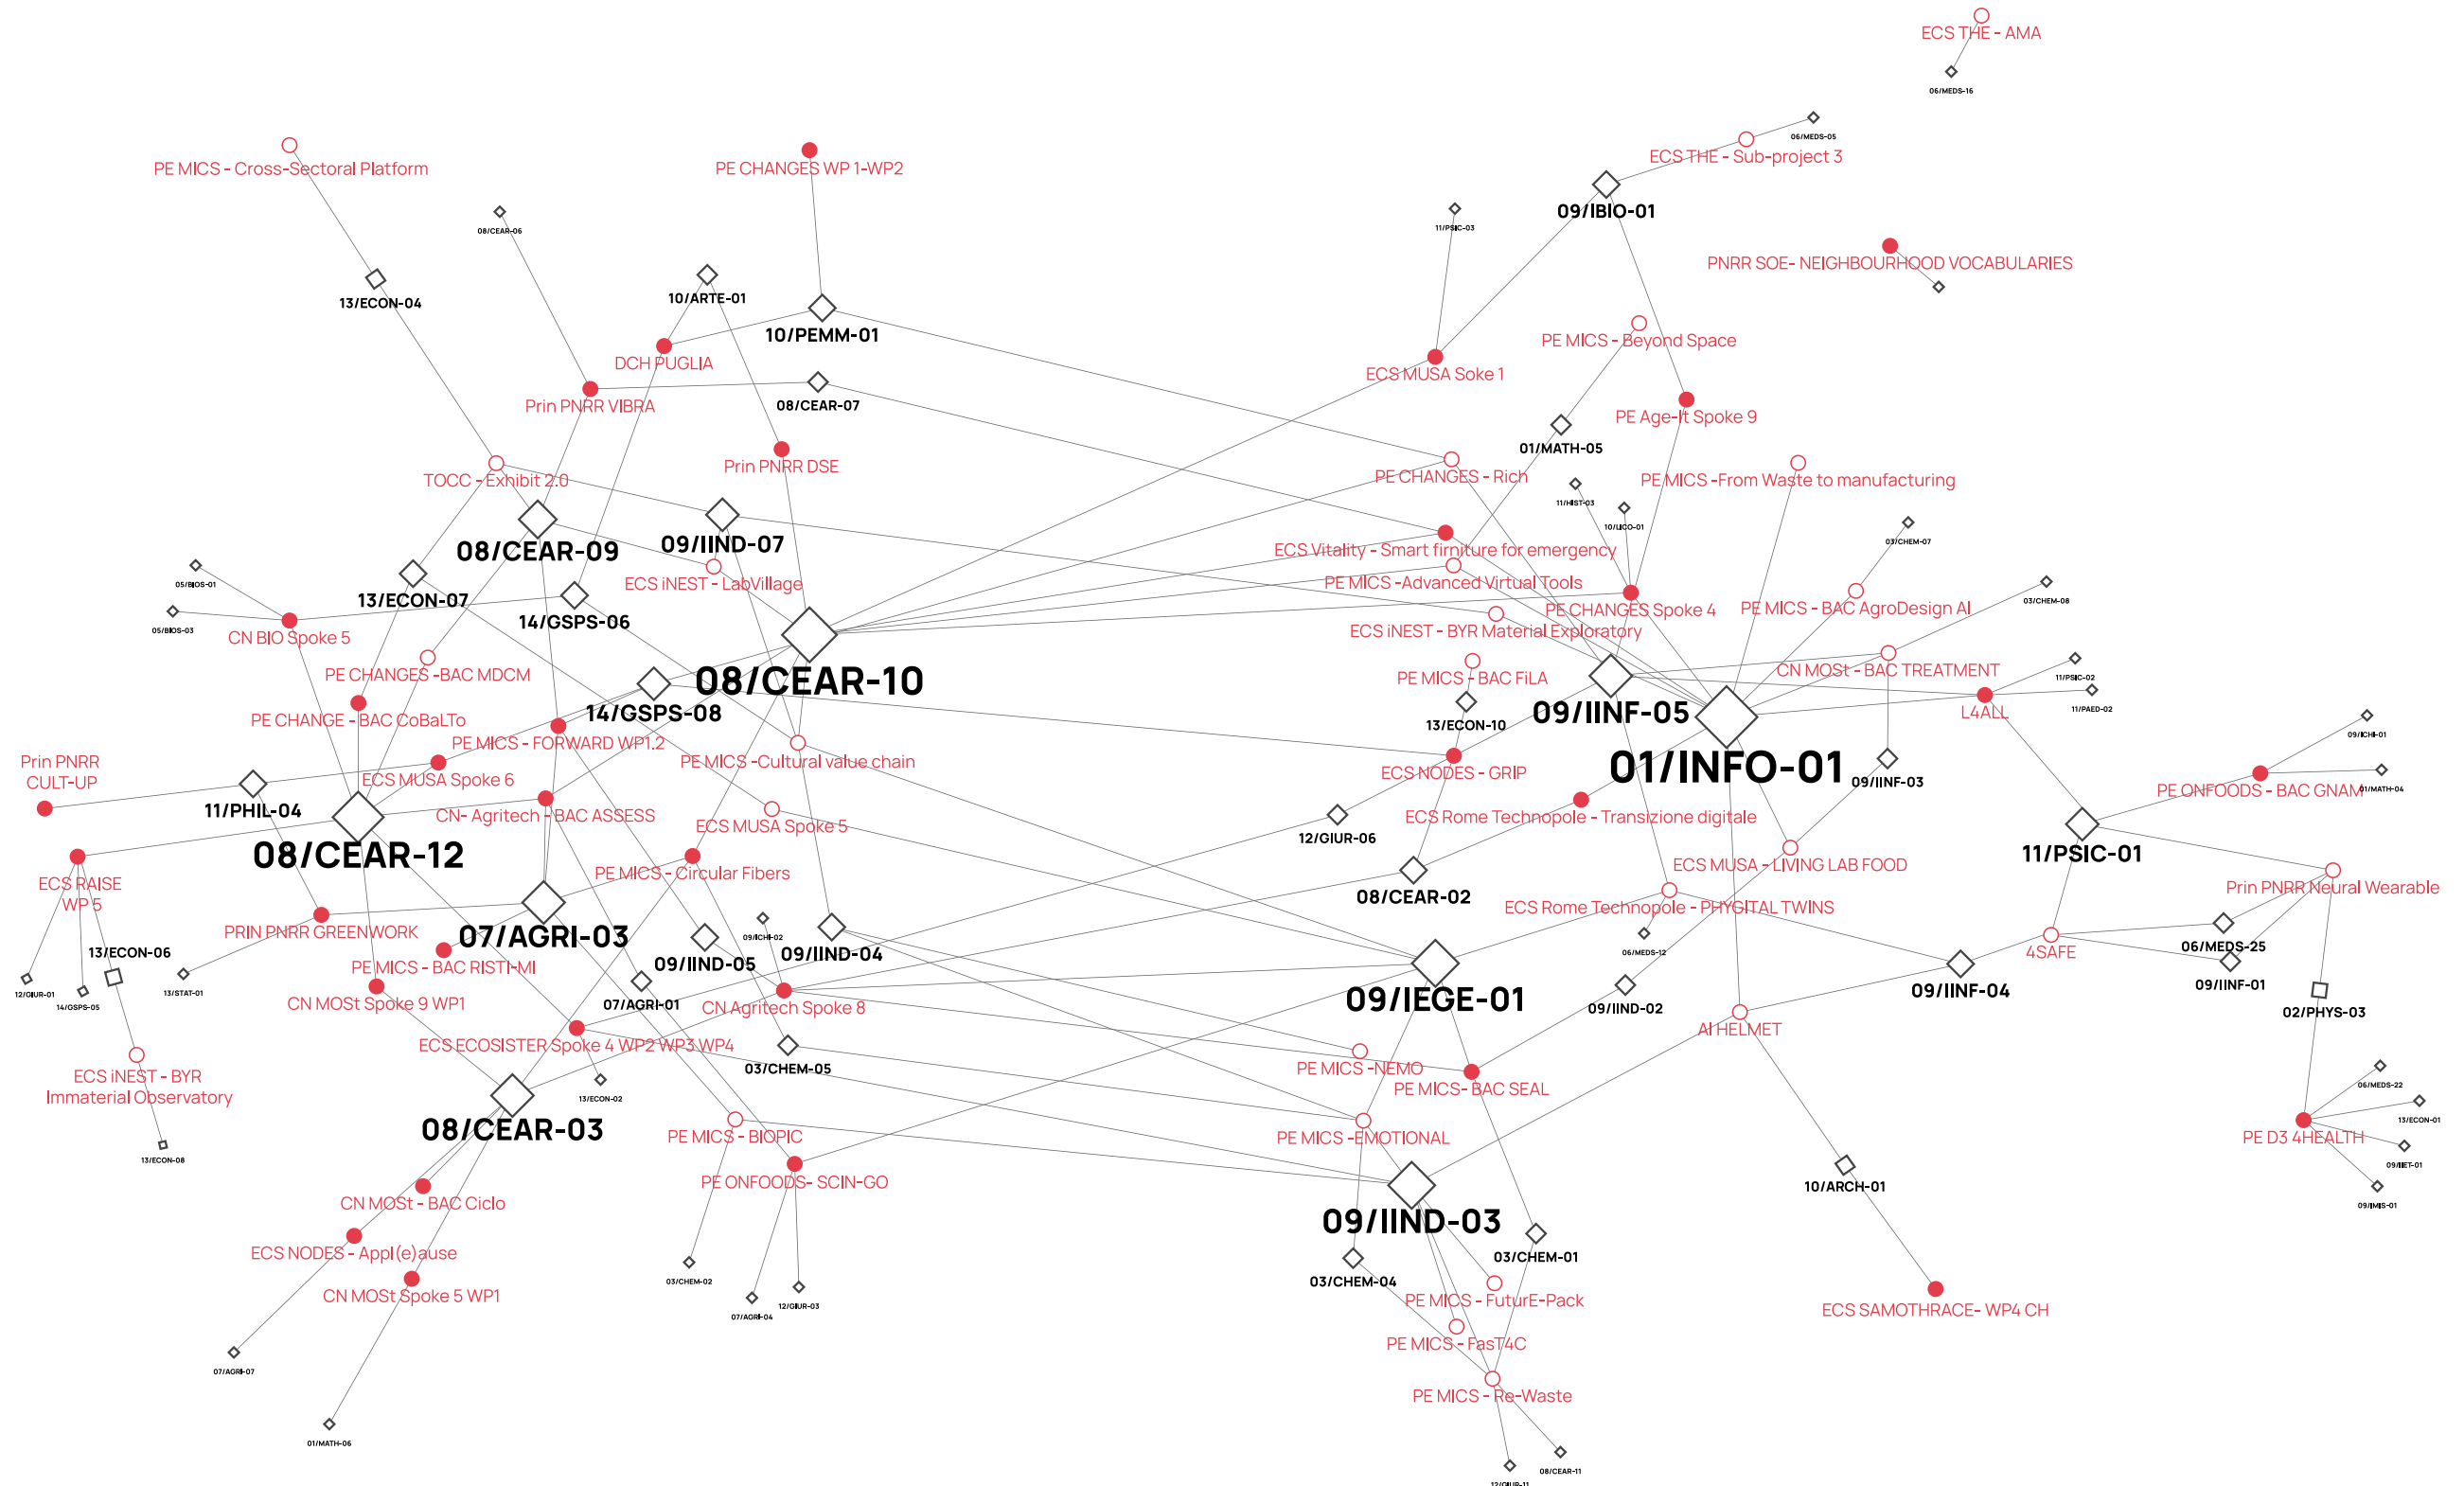 ECS THE - AMA
06/MEDS-16
06/MEDS-05
ECS THE - Sub-project 3
PE MICS - Cross-Sectoral Platform
PE CHANGES WP 1-WP2
09/IBIO-01
08/CEAR-06
11/PSIC-03
PNRR SOE- NEIGHBOURHOOD VOCABULARIES
13/ECON-04
10/ARTE-01
10/PEMM-01
PE MICS - Beyond Space
DCH PUGLIA
ECS MUSA Soke 1
Prin PNRR VIBRA
08/CEAR-07
PE Age-It Spoke 9
01/MATH-05
Prin PNRR DSE
PE CHANGES - Rich
TOCC - Exhibit 2.0
PE MICS -From Waste to manufacturing
11/HIST-03
10/LICO-01
08/CEAR-09
09/IIND-07
ECS Vitality - Smart firniture for emergency
03/CHEM-07
05/BIOS-01
ECS iNEST - LabVillage
PE MICS -Advanced Virtual Tools
13/ECON-07
14/GSPS-06
PE CHANGES Spoke 4
PE MICS - BAC AgroDesign AI
03/CHEM-08
05/BIOS-03
CN BIO Spoke 5
ECS iNEST - BYR Material Exploratory
PE CHANGES -BAC MDCM
08/CEAR-10
PE MICS - BAC FiLA
CN MOSt - BAC TREATMENT
11/PSIC-02
14/GSPS-08
09/IINF-05
L4ALL
11/PAED-02
PE CHANGE - BAC CoBaLTo
13/ECON-10
PE MICS - FORWARD WP1.2
09/ICHI-01
Prin PNRR
CULT-UP
ECS MUSA Spoke 6
PE MICS -Cultural value chain
ECS NODES - GRIP
01/INFO-01
09/IINF-03
PE ONFOODS - BAC GNAM
01/MATH-04
11/PHIL-04
CN- Agritech - BAC ASSESS
ECS MUSA Spoke 5
ECS Rome Technopole - Transizione digitale
12/GIUR-06
08/CEAR-12
11/PSIC-01
ECS RAISE
WP 5
PE MICS - Circular Fibers
ECS MUSA - LIVING LAB FOOD
08/CEAR-02
Prin PNRR Neural Wearable
ECS Rome Technopole - PHYGITAL TWINS
PRIN PNRR GREENWORK
07/AGRI-03
09/ICHI-02
13/ECON-06
09/IIND-05
09/IIND-04
06/MEDS-12
4SAFE
06/MEDS-25
PE MICS - BAC RISTI-MI
12/GIUR-01
14/GSPS-05
13/STAT-01
CN MOSt Spoke 9 WP1
07/AGRI-01
CN Agritech Spoke 8
09/IEGE-01
09/IIND-02
09/IINF-04
09/IINF-01
02/PHYS-03
AI HELMET
ECS ECOSISTER Spoke 4 WP2 WP3 WP4
03/CHEM-05
PE MICS -NEMO
PE MICS- BAC SEAL
ECS iNEST - BYR
Immaterial Observatory
13/ECON-02
06/MEDS-22
08/CEAR-03
13/ECON-01
PE MICS - BIOPIC
PE MICS -EMOTIONAL
PE D3 4HEALTH
13/ECON-08
09/IIET-01
PE ONFOODS- SCIN-GO
10/ARCH-01
CN MOSt - BAC Ciclo
09/IMIS-01
09/IIND-03
ECS NODES - Appl(e)ause
03/CHEM-01
03/CHEM-02
03/CHEM-04
CN MOSt Spoke 5 WP1
12/GIUR-03
07/AGRI-04
PE MICS - FuturE-Pack
ECS SAMOTHRACE- WP4 CH
PE MICS - FasT4C
07/AGRI-07
PE MICS - Re-Waste
01/MATH-06
08/CEAR-11
12/GIUR-11